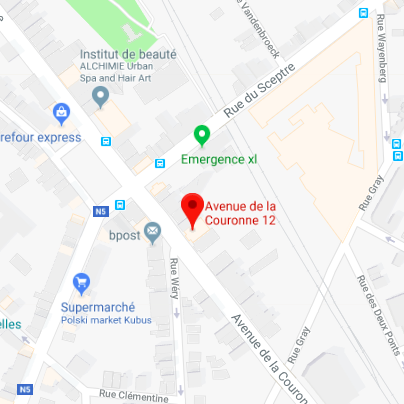 Rue Vandenbroeck
Rue Wayenberg
Institut de beauté
ALCHIMIE Urban
Spa and Hair Art
Rue du Sceptre
refour express
Emergence xl
Rue Gray
Avenue de la
Couronne 12
N5
bpost
Rue Wéry
Supermarché
Polski market Kubus
elles
Rue des Deux Ponts
Avenue de la Couron
Rue Gray
N5
Rue Clémentine